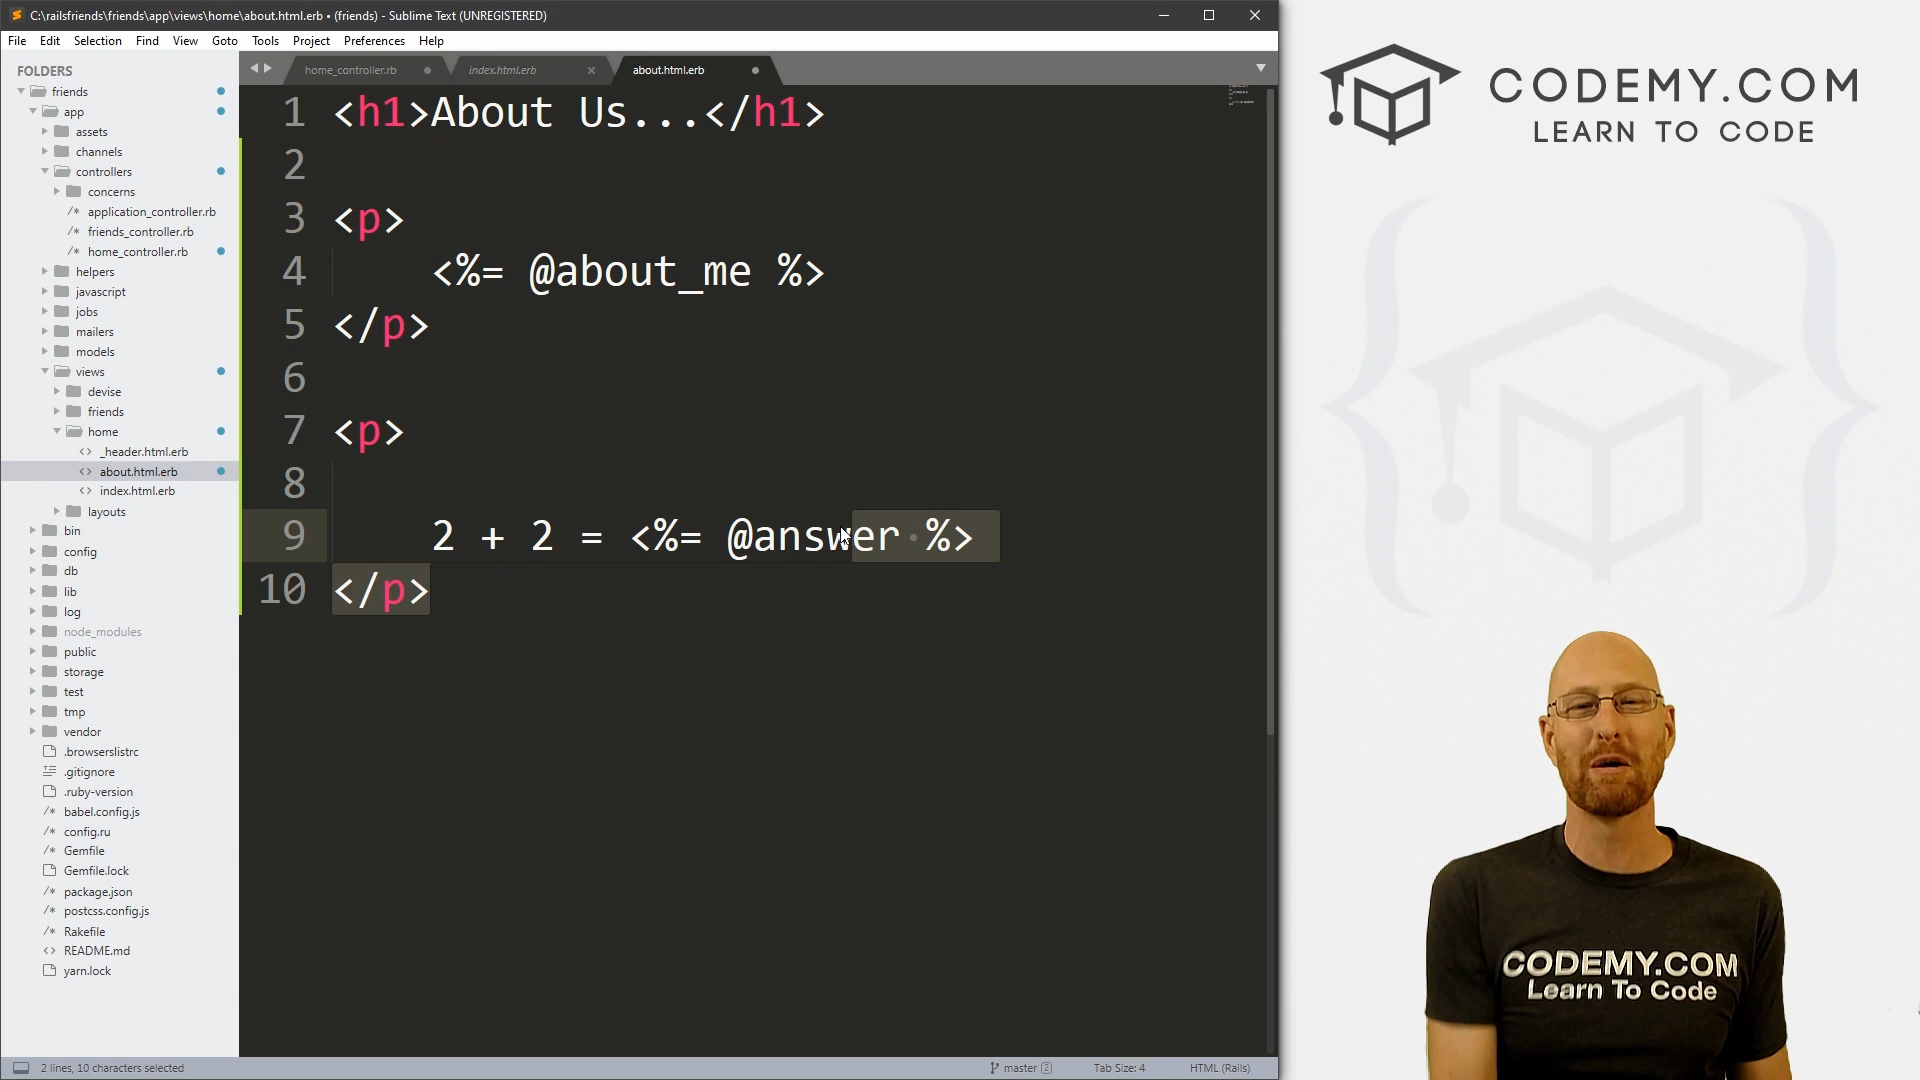 C:\railsfriends\friends\app\views\home\about.html.erb • (friends) - Sublime Text (UNREGISTERED)
File Edit Selection Find View Goto Tools Project Preferences Help
FOLDERS
friends
app
assets
channels
controllers
concerns
application_controller.rb
friends_controller.rb
home_controller.rb
helpers
javascript
jobs
mailers
models
views
devise
friends
home
_header.html.erb
about.html.erb
index.html.erb
layouts
bin
config
db
lib
log
node_modules
public
storage
test
tmp
vendor
.browserslistrc
.gitignore
.ruby-version
babel.config.js
config.ru
Gemfile
Gemfile.lock
package.json
postcss.config.js
Rakefile
README.md
yarn.lock
home_controller.rb index.html.erb about.html.erb
1 <h1>About Us...</h1>
2
3 <p>
4 <%= @about_me %>
5 </p>
6
7 <p>
8
9 2 + 2 = <%= @answer %>
10 </p>
2 lines, 10 characters selected master 2 Tab Size: 4 HTML (Rails)
CODEMY.COM
LEARN TO CODE
CODEMY.COM
Learn To Code